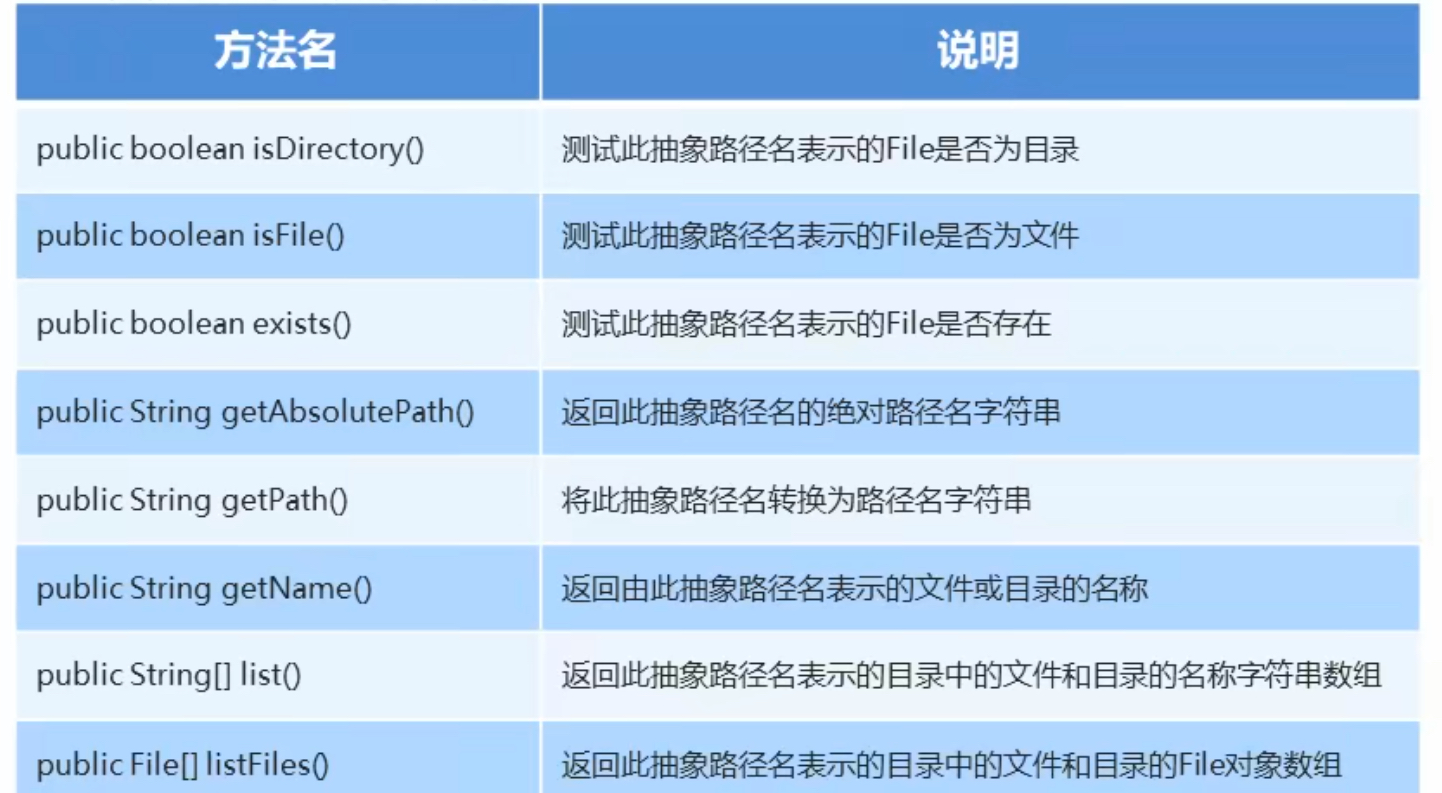 方法名 说明
public boolean isDirectory() 测试此抽象路径名表示的File是否为目录
public boolean isFile() 测试此抽象路径名表示的File是否为文件
public boolean exists() 测试此抽象路径名表示的File是否存在
public String getAbsolutePath() 返回此抽象路径名的绝对路径名字符串
public String getPath() 将此抽象路径名转换为路径名字符串
public String getName() 返回由此抽象路径名表示的文件或目录的名称
public String[] list() 返回此抽象路径名表示的目录中的文件和目录的名称字符串数组
public File[] listFiles() 返回此抽象路径名表示的目录中的文件和目录的File对象数组